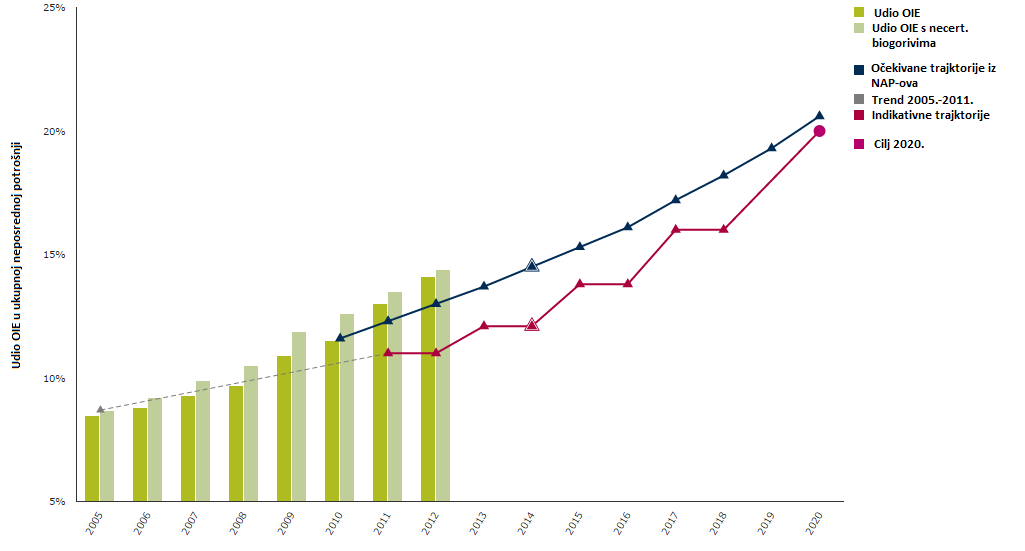 25%
20%
15%
10%
5%
Udio OIE u ukupnoj neposrednoj potrošnji
2005
2006
2007
2008
2009
2010
2011
2012
2013
2014
2015
2016
2017
2018
2019
2020
Udio OIE
Udio OIE s necert.
biogorivima
Očekivane trajktorije iz
NAP-ova
Trend 2005.-2011.
Indikativne trajktorije
Cilj 2020.